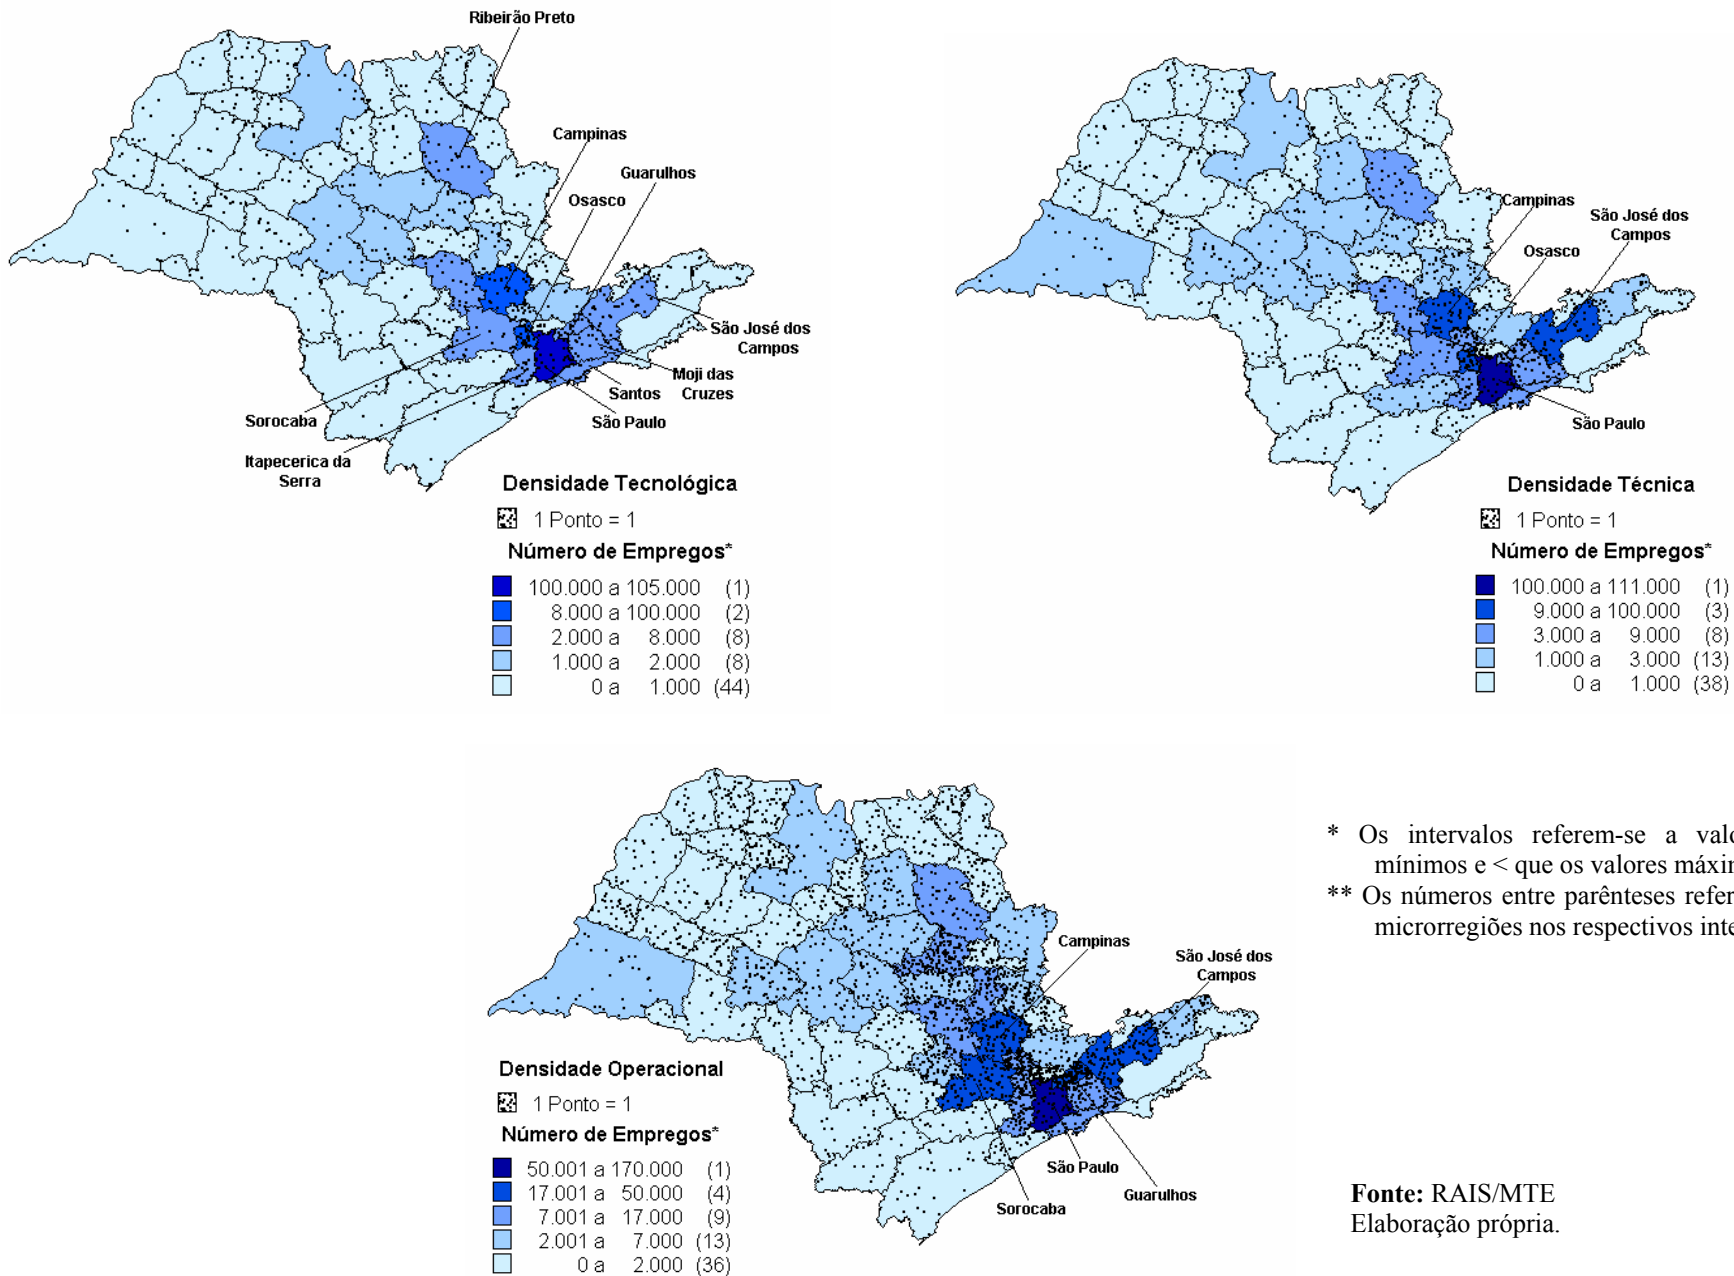 Ribeirão Preto
Campinas
Guarulhos
Osasco
São José dos
Campos
Moji das
Cruzes
Santos
São Paulo
Sorocaba
Itapecerica da
Serra
Densidade Tecnológica
1 Ponto = 1
Número de Empregos*
100.000 a 105.000 (1)
8.000 a 100.000 (2)
2.000 a 8.000 (8)
1.000 a 2.000 (8)
0 a 1.000 (44)
Campinas
São José dos
Campos
Osasco
São Paulo
Densidade Técnica
1 Ponto = 1
Número de Empregos*
100.000 a 111.000 (1)
9.000 a 100.000 (3)
3.000 a 9.000 (8)
1.000 a 3.000 (13)
0 a 1.000 (38)
Campinas
São José dos
Campos
São Paulo
Guarulhos
Sorocaba
Densidade Operacional
1 Ponto = 1
Número de Empregos*
50.001 a 170.000 (1)
17.001 a 50.000 (4)
7.001 a 17.000 (9)
2.001 a 7.000 (13)
0 a 2.000 (36)
* Os intervalos referem-se a valo
mínimos e < que os valores máxi
** Os números entre parênteses refer
microrregiões nos respectivos inte
Fonte: RAIS/MTE
Elaboração própria.